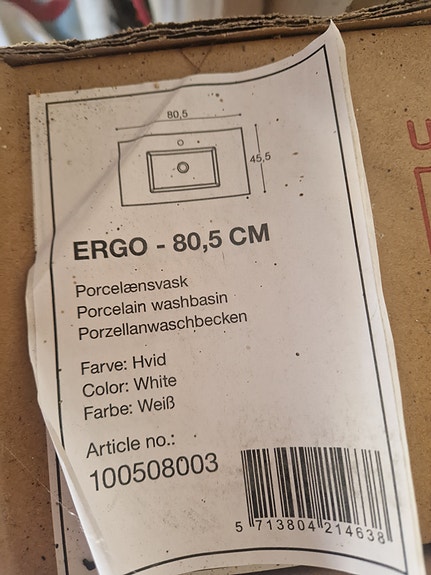 80,5
45,5
ERGO - 80,5 CM
Porcelænsvask
Porcelain washbasin
Porzellanwaschbecken
Farve: Hvid
Color: White
Farbe: Weiß
Article no.:
100508003
5 713804 214638